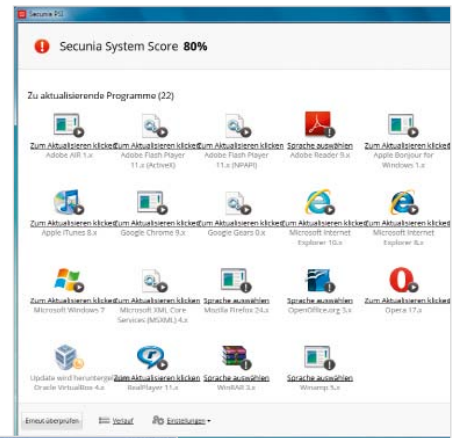 Secunia PSI
Secunia System Score 80%
Zu aktualisierende Programme (22)
Zum Aktualisieren klicken Zum Aktualisieren klicken Zum Aktualisieren klicken Sprache auswählen Zum Aktualisieren klicken
Adobe AIR 1.x Adobe Flash Player Adobe Flash Player Adobe Reader 9.x Apple Bonjour for
11.x (ActiveX) 11.x (NPAPI) Windows 1.x
Zum Aktualisieren klicken Zum Aktualisieren klicken Zum Aktualisieren klicken Zum Aktualisieren klicken Zum Aktualisieren klicken
Apple iTunes 8.x Google Chrome 9.x Google Gears 0.x Microsoft Internet Microsoft Internet
Explorer 10.x Explorer 8.x
Zum Aktualisieren klicken Zum Aktualisieren klicken Sprache auswählen Sprache auswählen Zum Aktualisieren klicken
Microsoft Windows 7 Microsoft XML Core Mozilla Firefox 24.x OpenOffice.org 3.x Opera 17.x
Services (MSXML) 4.x
Update wird heruntergel Zum Aktualisieren klicken Sprache auswählen Sprache auswählen
Oracle VirtualBox 4.x RealPlayer 11.x WinRAR 3.x Winamp 5.x
Erneut überprüfen Verlauf Einstellungen